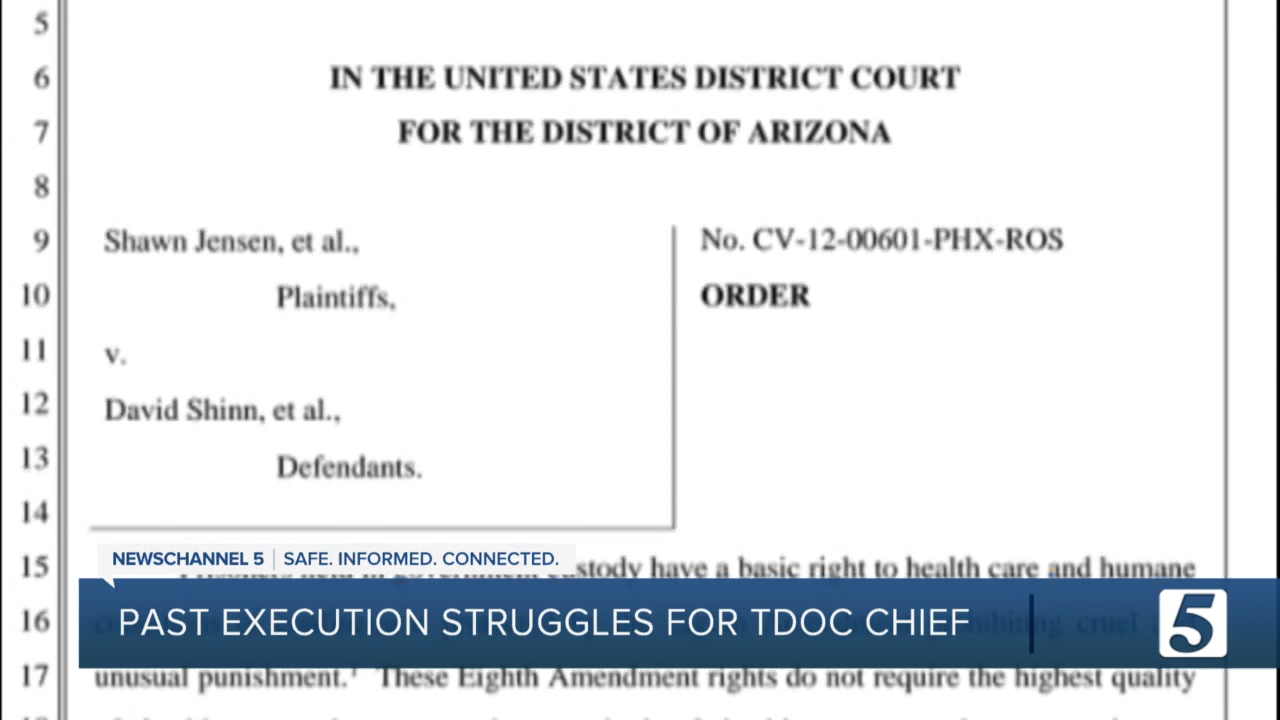 5
6 IN THE UNITED STATES DISTRICT COURT
7 FOR THE DISTRICT OF ARIZONA
8
9 Shawn Jensen, et al., No. CV-12-00601-PHX-ROS
10 Plaintiffs, ORDER
11 v.
12 David Shinn, et al.,
13 Defendants.
14
NEWSCHANNEL 5 | SAFE. INFORMED. CONNECTED.
15 custody have a basic right to health care and humane
PAST EXECUTION STRUGGLES FOR TDOC CHIEF 5
16 cruel
17 unusual punishment.¹ These Eighth Amendment rights do not require the highest quality